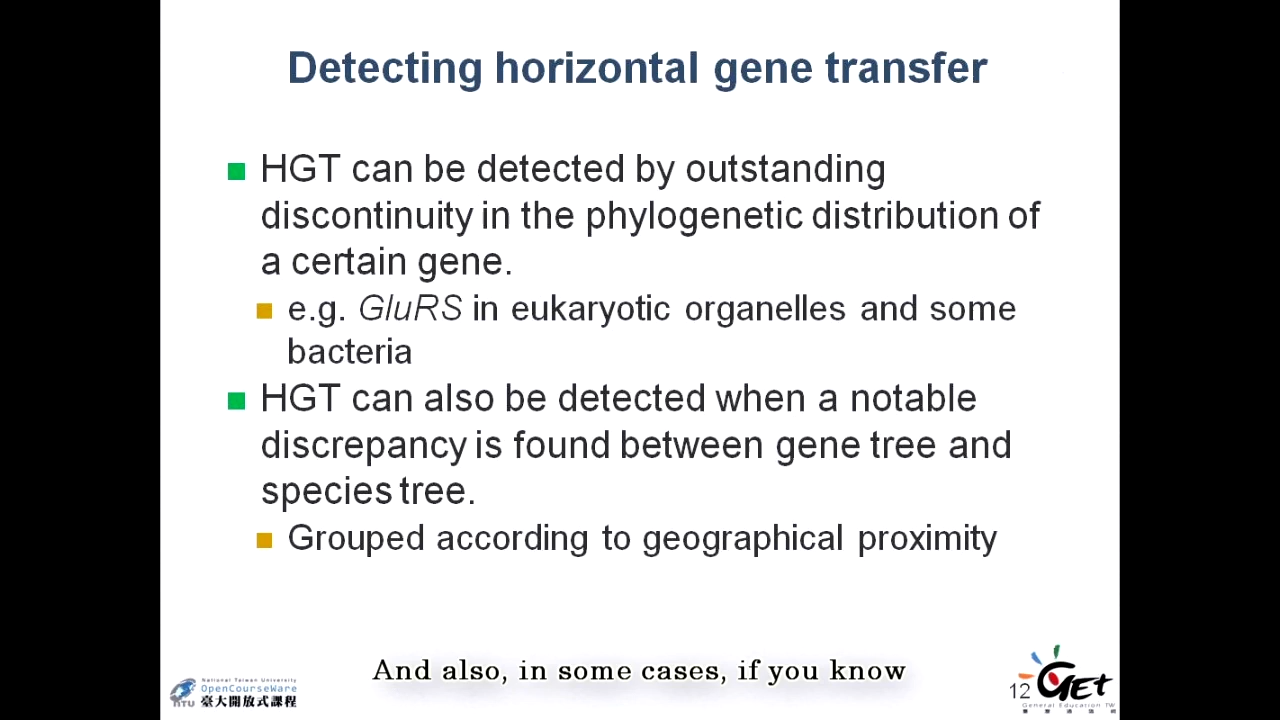 Detecting horizontal gene transfer
HGT can be detected by outstanding
discontinuity in the phylogenetic distribution of
a certain gene.
e.g. GluRS in eukaryotic organelles and some
bacteria
HGT can also be detected when a notable
discrepancy is found between gene tree and
species tree.
Grouped according to geographical proximity
And also, in some cases, if you know
National Taiwan University
OpenCourseWare
NTU 臺大開放式課程
12 GET
General Education TW